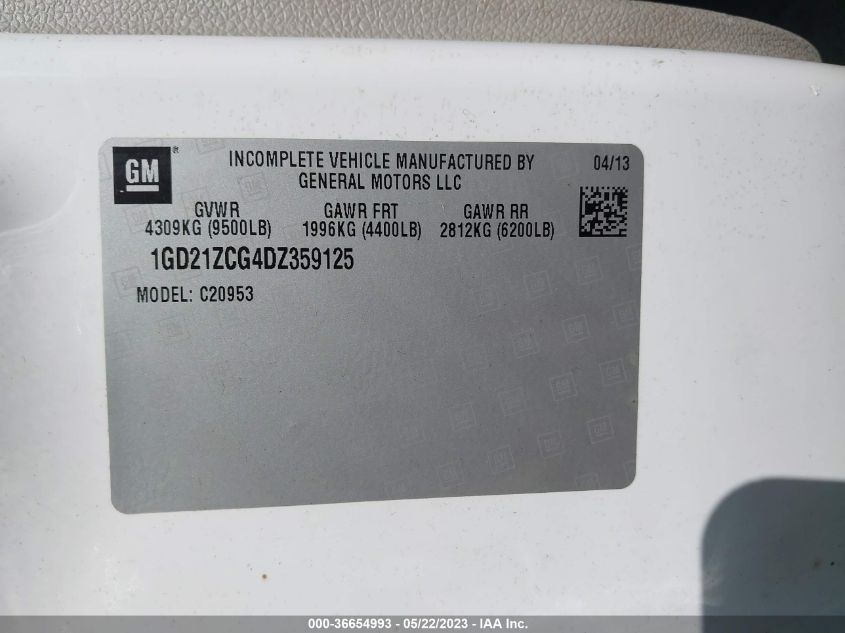 GM
®
INCOMPLETE VEHICLE MANUFACTURED BY
GENERAL MOTORS LLC
04/13
GVWR GAWR FRT GAWR RR
4309KG (9500LB) 1996KG (4400LB) 2812KG (6200LB)
1GD21ZCG4DZ359125
MODEL: C20953
000-36654993 - 05/22/2023 - IAA Inc.